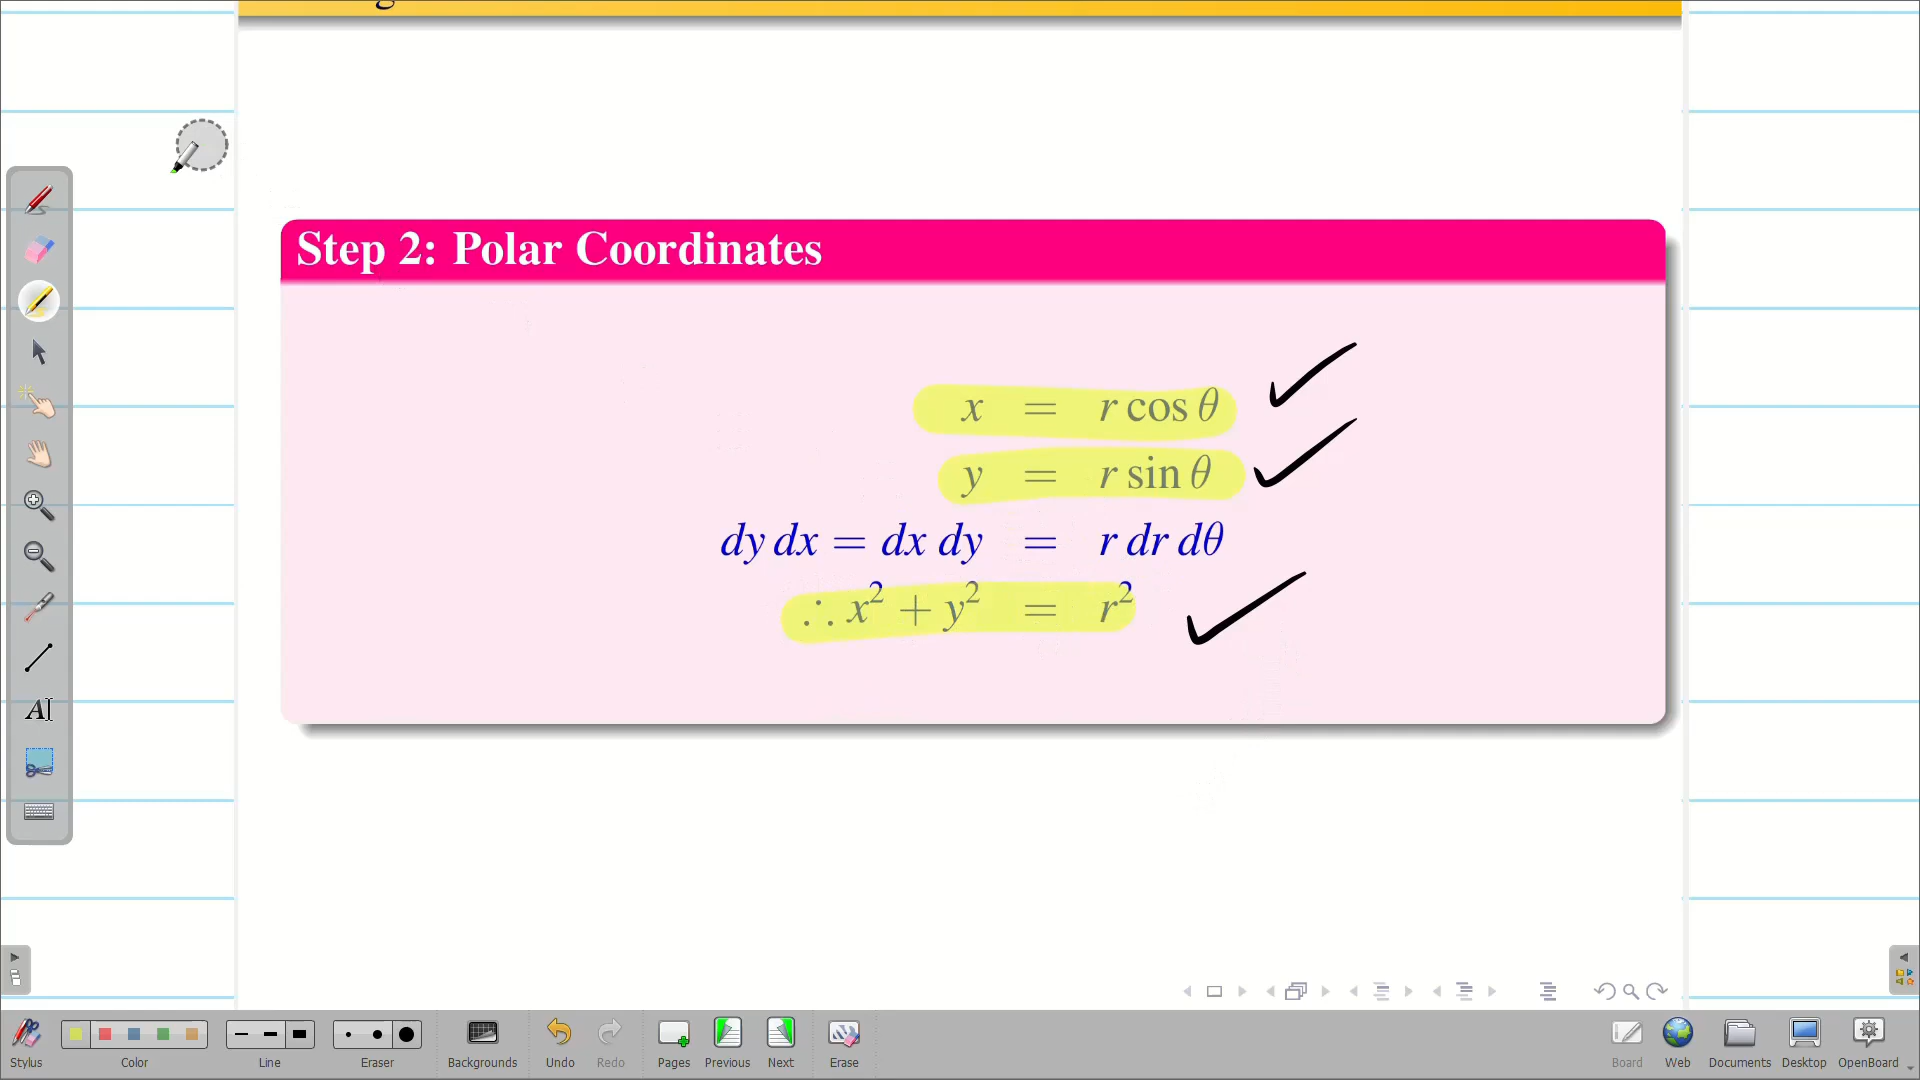 Step 2: Polar Coordinates
x = r cos θ
y = r sin θ
dy dx = dx dy = r dr dθ
∴ x² + y² = r²
Stylus
Color
Line
Eraser
Backgrounds
Undo
Redo
Pages
Previous
Next
Erase
Board
Web
Documents
Desktop
OpenBoard